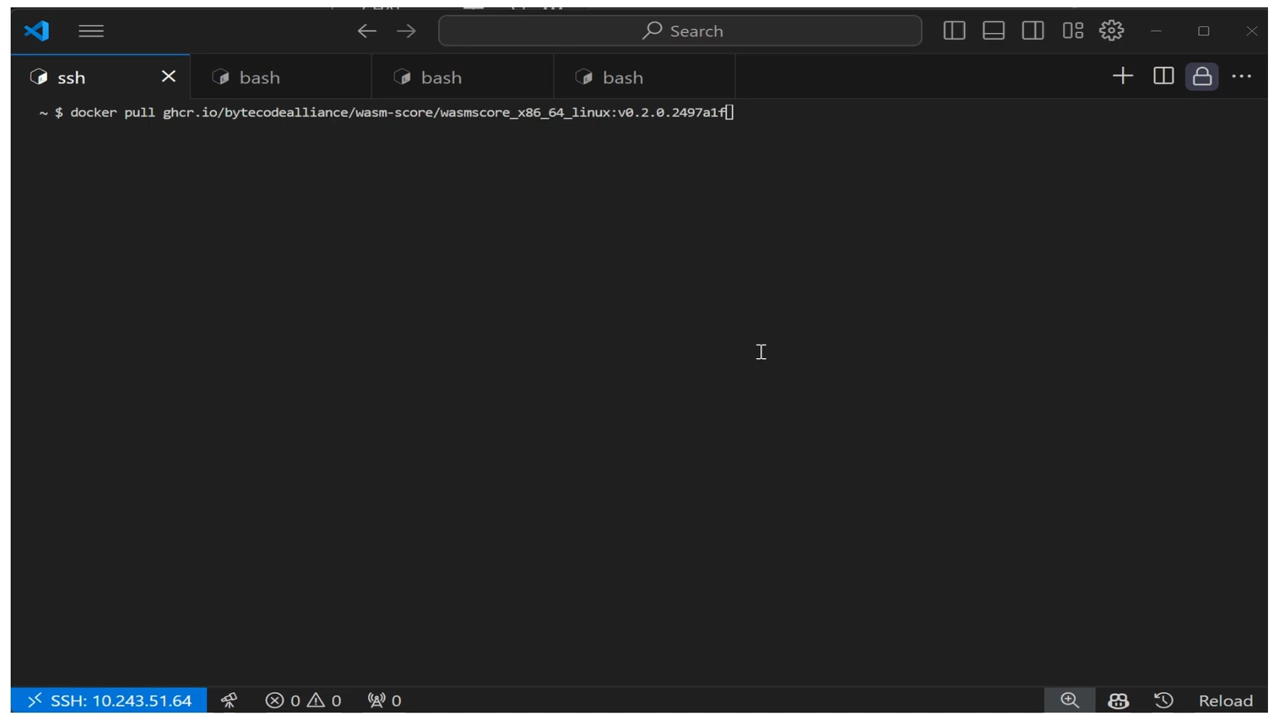 Search
ssh
bash
bash
bash
~ $ docker pull ghcr.io/bytecodealliance/wasm-score/wasmscore_x86_64_linux:v0.2.0.2497a1f
SSH: 10.243.51.64
0
0
0
Reload